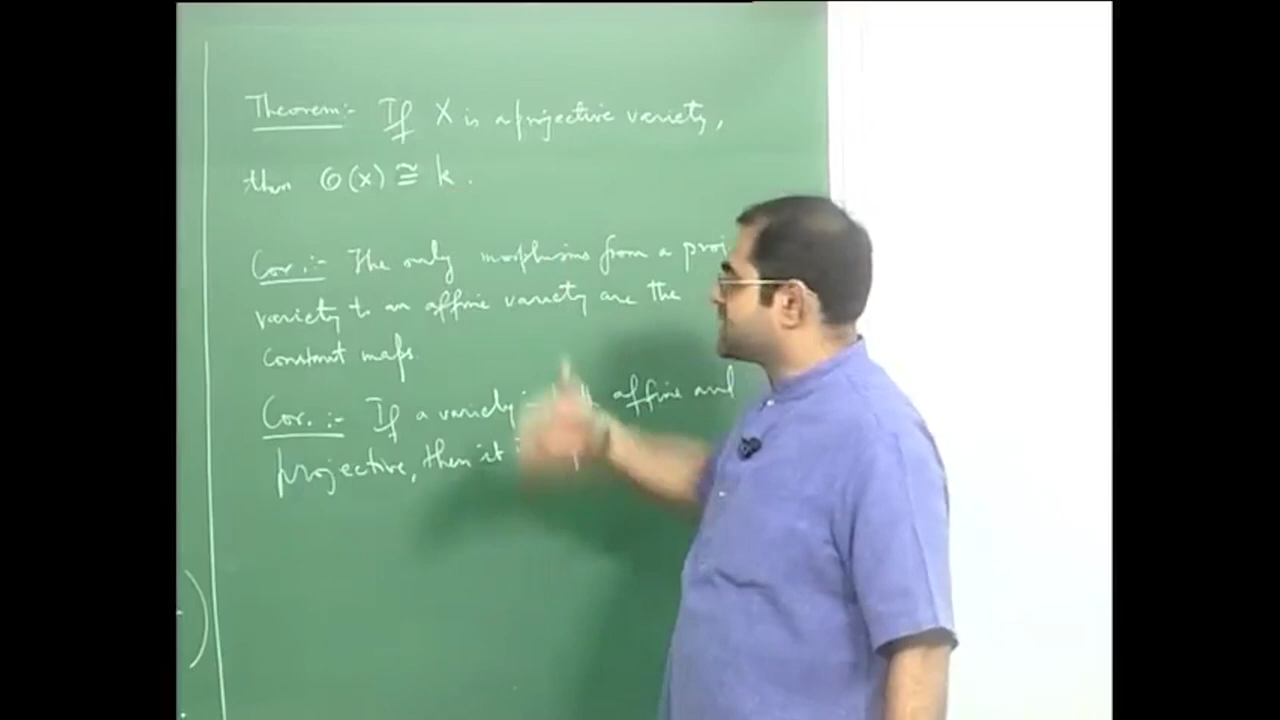 Theorem:- If X is a projective variety,
then O(X) ≅ k.
Cor.:- The only morphisms from a proj.
variety to an affine variety are the
constant maps.
Cor.:- If a variety is affine and
projective, then it